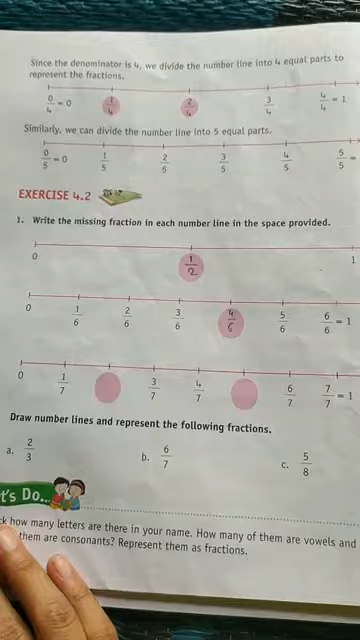 Since the denominator is 4, we divide the number line into 4 equal parts to
represent the fractions.
0/4 = 0 1/4 2/4 3/4 4/4 = 1
Similarly, we can divide the number line into 5 equal parts.
0/5 = 0 1/5 2/5 3/5 4/5 5/5 =
EXERCISE 4.2
1. Write the missing fraction in each number line in the space provided.
0 1/2 1
0 1/6 2/6 3/6 4/6 5/6 6/6 = 1
0 1/7 3/7 4/7 6/7 7/7 = 1
Draw number lines and represent the following fractions.
a. 2/3 b. 6/7 c. 5/8
t's Do...
ck how many letters are there in your name. How many of them are vowels and
them are consonants? Represent them as fractions.